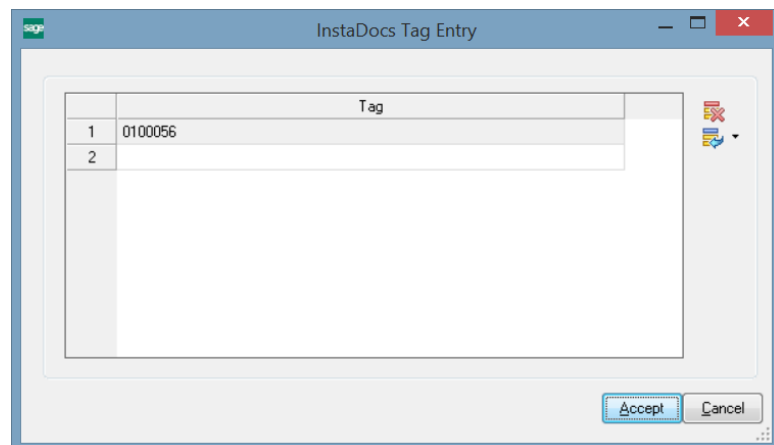 sage
InstaDocs Tag Entry
Tag
1 0100056
2
Accept Cancel